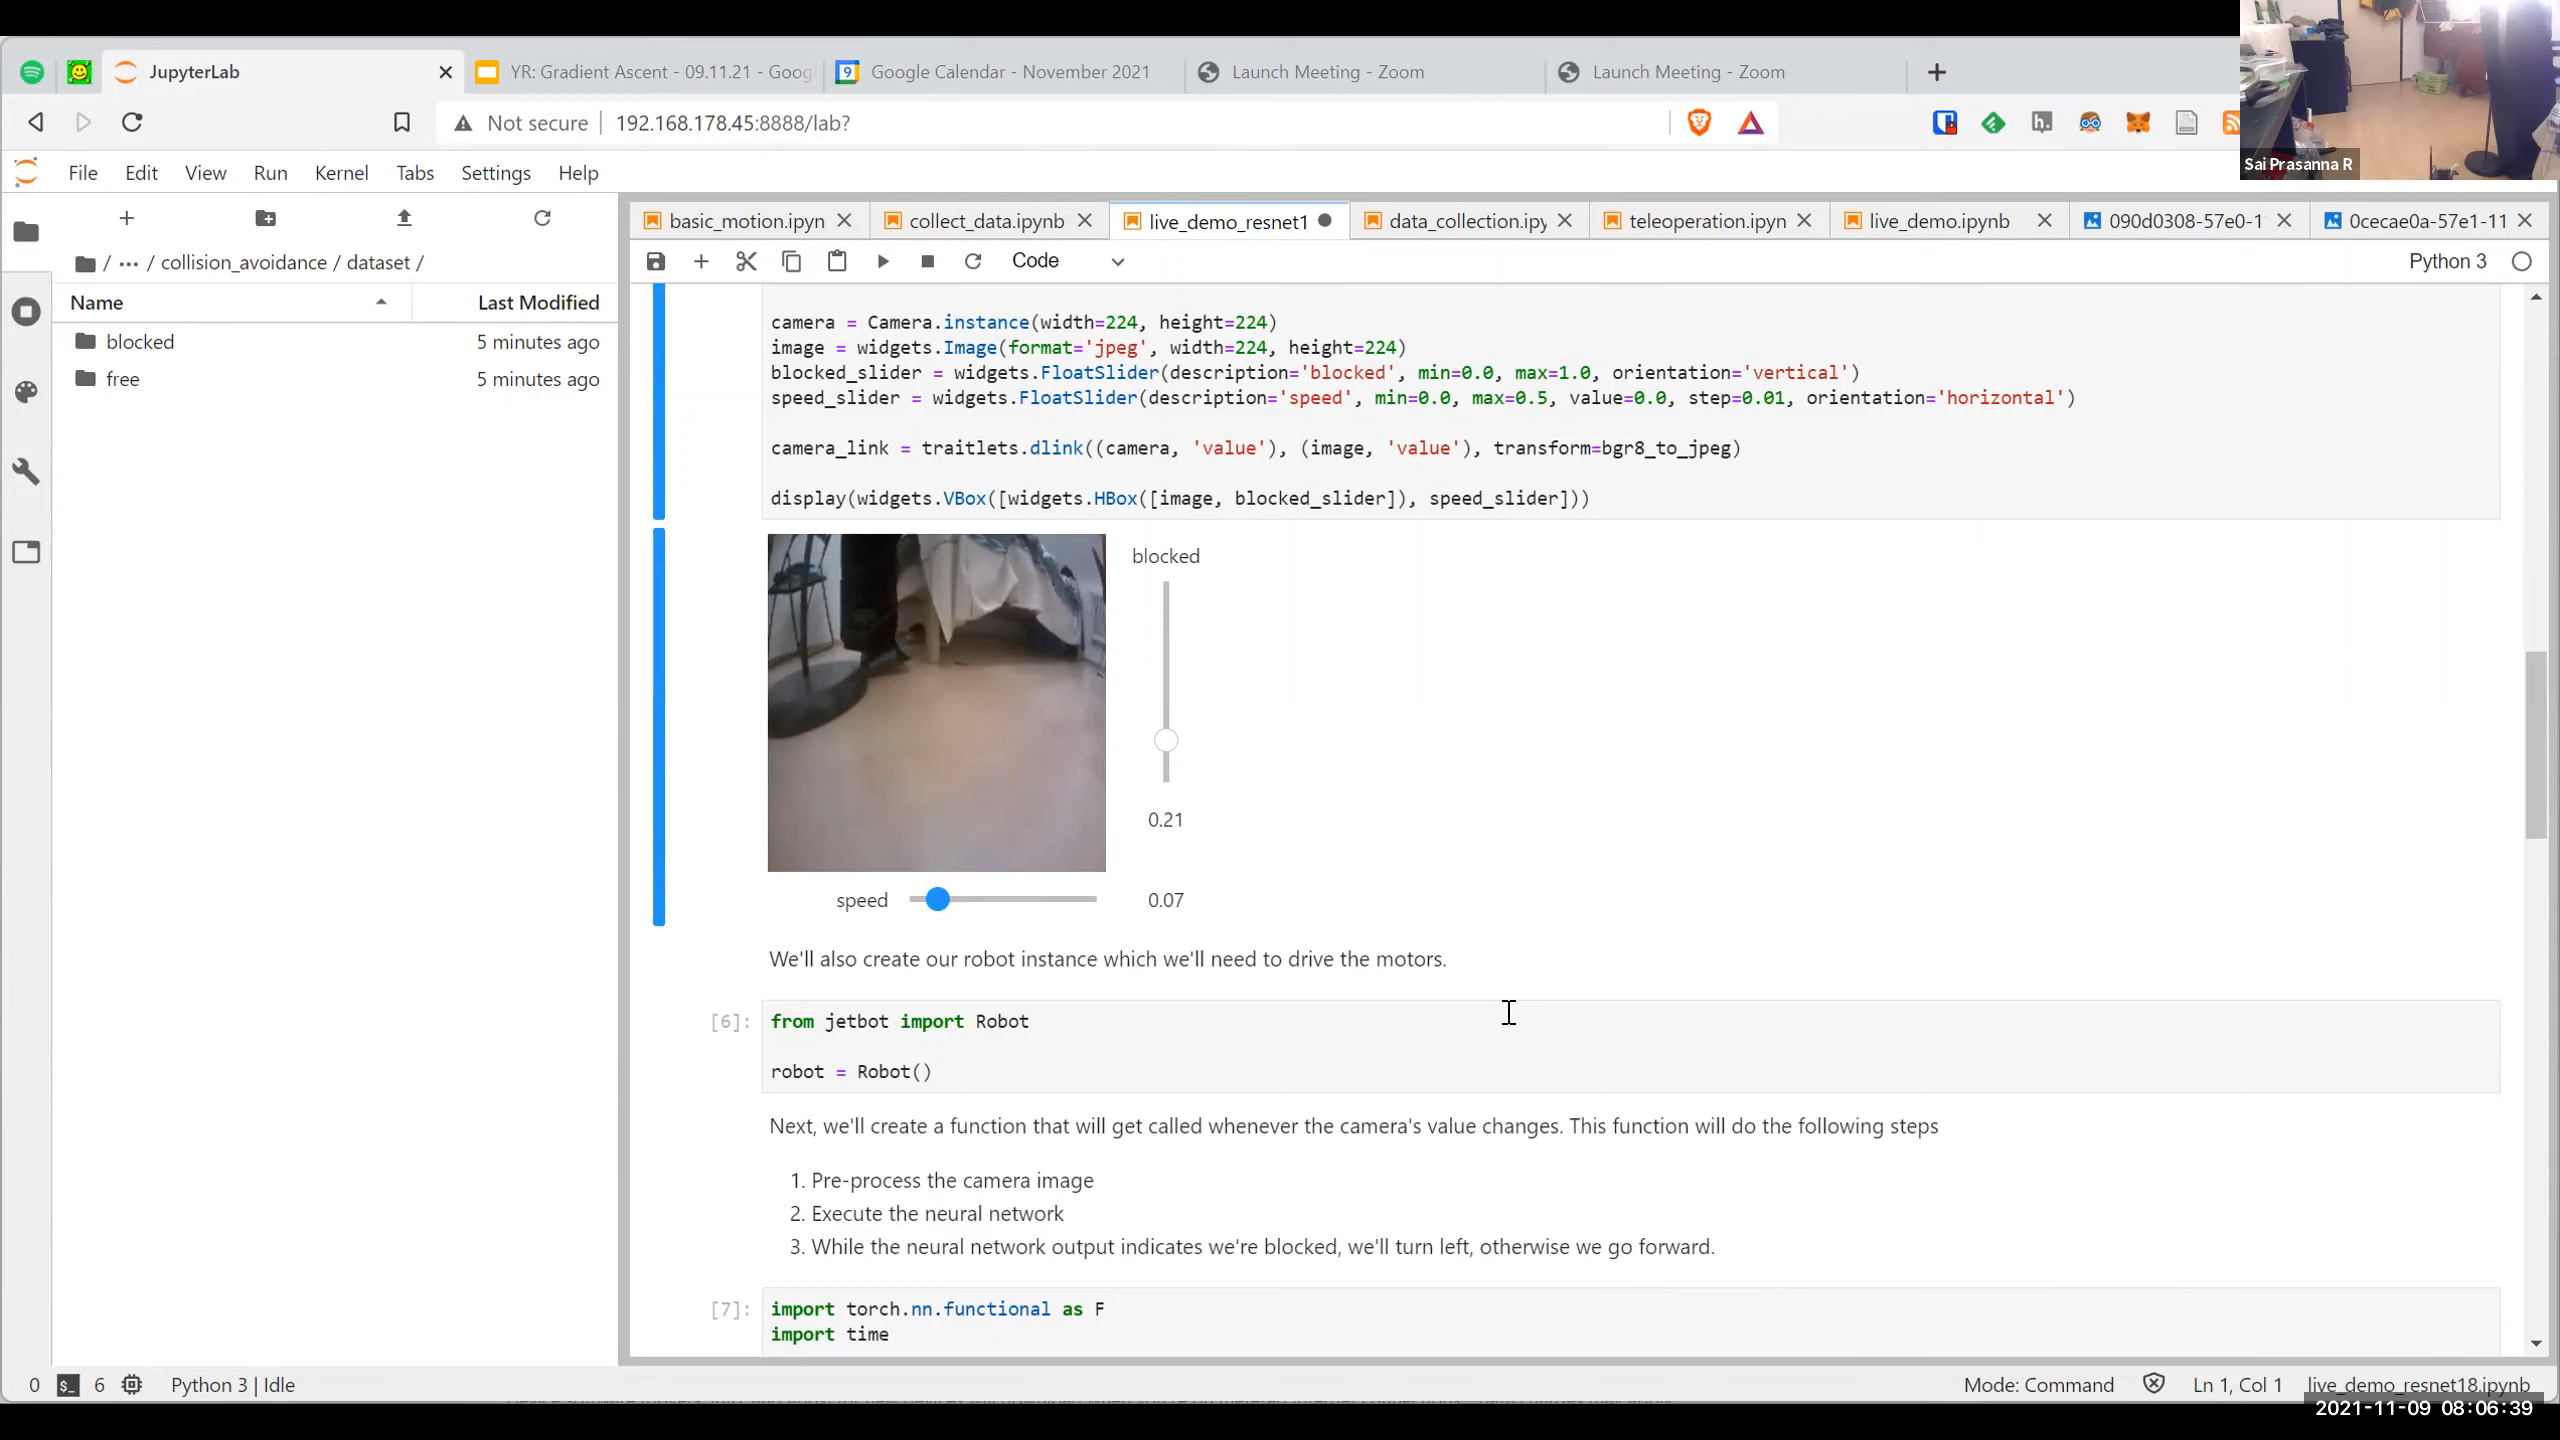 JupyterLab
YR: Gradient Ascent - 09.11.21 - Goog
Google Calendar - November 2021
Launch Meeting - Zoom
Launch Meeting - Zoom
Not secure
192.168.178.45:8888/lab?
Sai Prasanna R
File Edit View Run Kernel Tabs Settings Help
basic_motion.ipyn
collect_data.ipynb
live_demo_resnet1
data_collection.ipy
teleoperation.ipyn
live_demo.ipynb
090d0308-57e0-1
0cecae0a-57e1-11
/ ··· / collision_avoidance / dataset /
Name Last Modified
blocked 5 minutes ago
free 5 minutes ago
Code
Python 3
camera = Camera.instance(width=224, height=224)
image = widgets.Image(format='jpeg', width=224, height=224)
blocked_slider = widgets.FloatSlider(description='blocked', min=0.0, max=1.0, orientation='vertical')
speed_slider = widgets.FloatSlider(description='speed', min=0.0, max=0.5, value=0.0, step=0.01, orientation='horizontal')
camera_link = traitlets.dlink((camera, 'value'), (image, 'value'), transform=bgr8_to_jpeg)
display(widgets.VBox([widgets.HBox([image, blocked_slider]), speed_slider]))
blocked
0.21
speed 0.07
We'll also create our robot instance which we'll need to drive the motors.
[6]: from jetbot import Robot
robot = Robot()
Next, we'll create a function that will get called whenever the camera's value changes. This function will do the following steps
1. Pre-process the camera image
2. Execute the neural network
3. While the neural network output indicates we're blocked, we'll turn left, otherwise we go forward.
[7]: import torch.nn.functional as F
import time
0 6 Python 3 | Idle
Mode: Command
Ln 1, Col 1
live_demo_resnet18.ipynb
2021-11-09 08:06:39